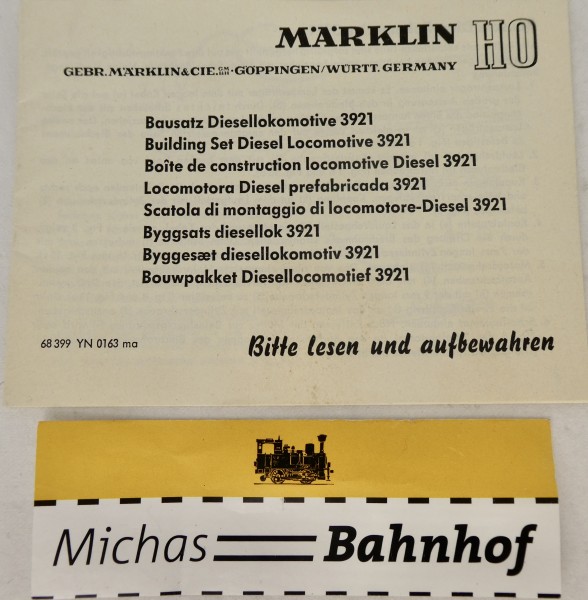 MÄRKLIN HO
GEBR. MÄRKLIN & CIE. GMBH · GÖPPINGEN/WÜRTT. GERMANY
Bausatz Diesellokomotive 3921
Building Set Diesel Locomotive 3921
Boîte de construction locomotive Diesel 3921
Locomotora Diesel prefabricada 3921
Scatola di montaggio di locomotore-Diesel 3921
Byggsats diesellok 3921
Byggesæt diesellokomotiv 3921
Bouwpakket Diesellocomotief 3921
68 399 YN 0163 ma
Bitte lesen und aufbewahren
Michas Bahnhof